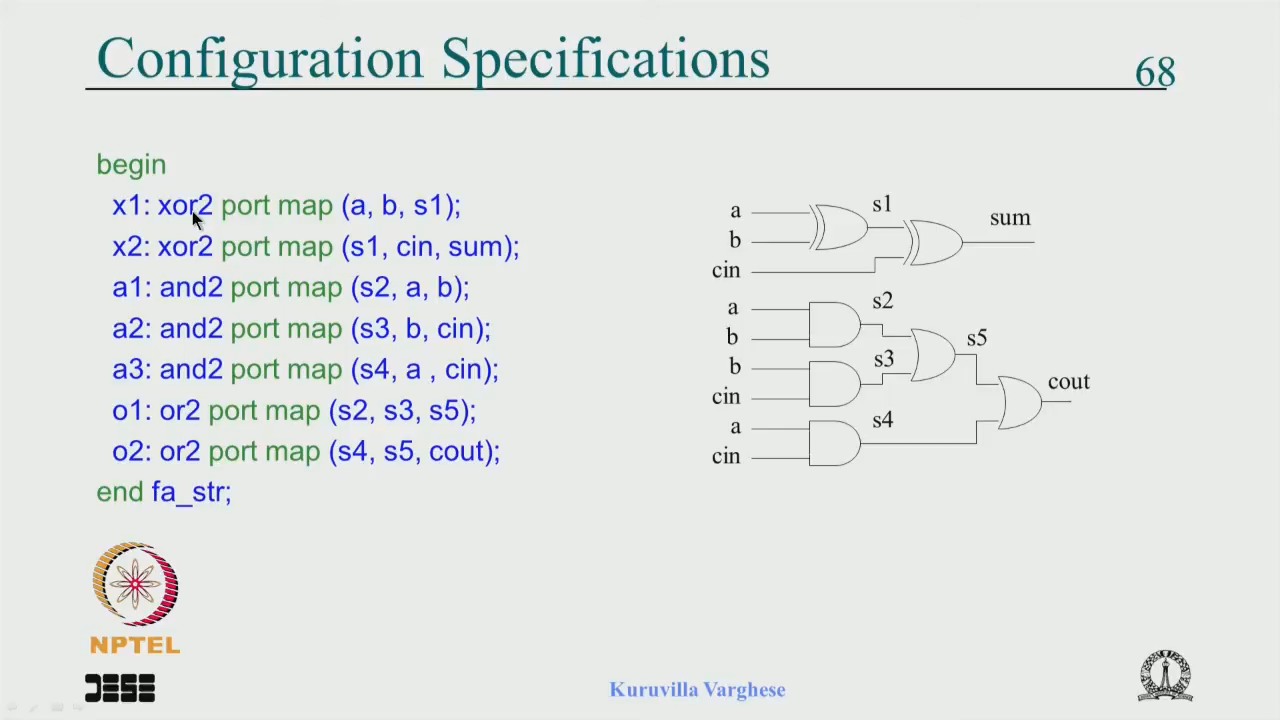 Configuration Specifications
68
begin
x1: xor2 port map (a, b, s1);
x2: xor2 port map (s1, cin, sum);
a1: and2 port map (s2, a, b);
a2: and2 port map (s3, b, cin);
a3: and2 port map (s4, a , cin);
o1: or2 port map (s2, s3, s5);
o2: or2 port map (s4, s5, cout);
end fa_str;
a
b
cin
s1
sum
a
b
b
cin
a
cin
s2
s3
s4
s5
cout
NPTEL
Kuruvilla Varghese